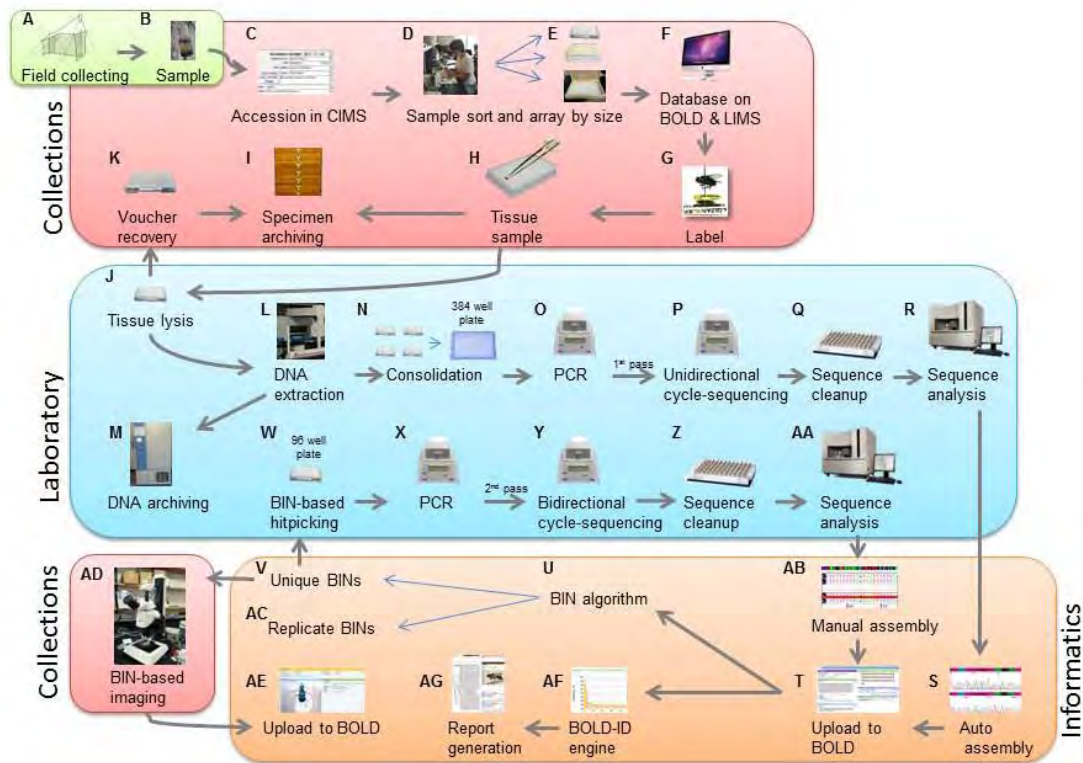 A
Field collecting
B
Sample
C
Accession in CIMS
D
E
Sample sort and array by size
F
Database on
BOLD & LIMS
Collections
K
Voucher
recovery
I
Specimen
archiving
H
Tissue
sample
G
Label
J
Tissue lysis
L
DNA
extraction
N
384 well
plate
Consolidation
O
PCR
1st pass
P
Unidirectional
cycle-sequencing
Q
Sequence
cleanup
R
Sequence
analysis
Laboratory
M
DNA archiving
W
96 well
plate
BIN-based
hitpicking
X
PCR
2nd pass
Y
Bidirectional
cycle-sequencing
Z
Sequence
cleanup
AA
Sequence
analysis
Collections
AD
BIN-based
imaging
V
Unique BINs
U
BIN algorithm
AB
Manual assembly
AC
Replicate BINs
AE
Upload to BOLD
AG
Report
generation
AF
BOLD-ID
engine
T
Upload to
BOLD
S
Auto
assembly
Informatics